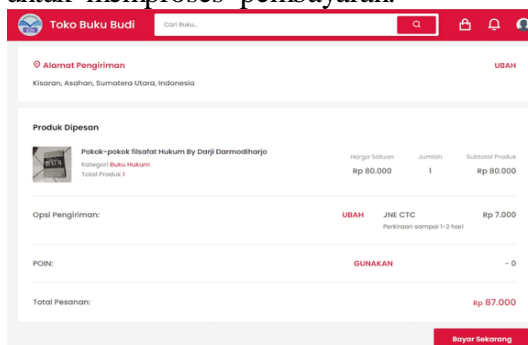 untuk memproses pembayaran.
Toko Buku Budi
Cari Buku...
Alamat Pengiriman UBAH
Kisaran, Asahan, Sumatera Utara, Indonesia
Produk Dipesan
Pokok-pokok filsafat Hukum By Darji Darmodiharjo
Harga Satuan Jumlah Subtotal Produk
Kategori Buku Hukum
Rp 80.000 1 Rp 80.000
Total Produk 1
Opsi Pengiriman: UBAH JNE CTC Rp 7.000
Perkiraan sampai 1-2 hari
POIN: GUNAKAN - 0
Total Pesanan: Rp 87.000
Bayar Sekarang